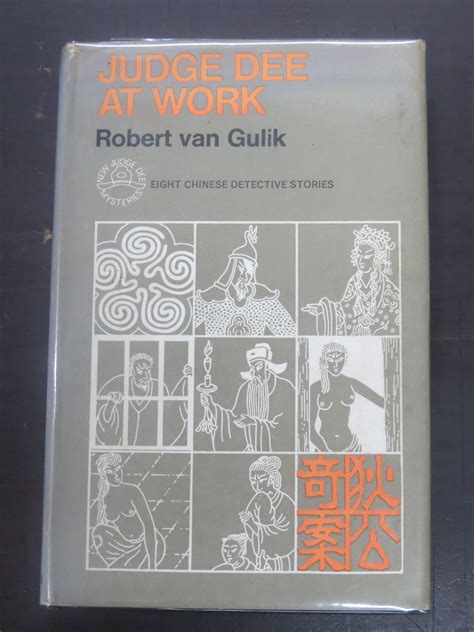 JUDGE DEE
AT WORK
Robert van Gulik
NEW JUDGE DEE
MYSTERIES
EIGHT CHINESE DETECTIVE STORIES
狄公
奇案